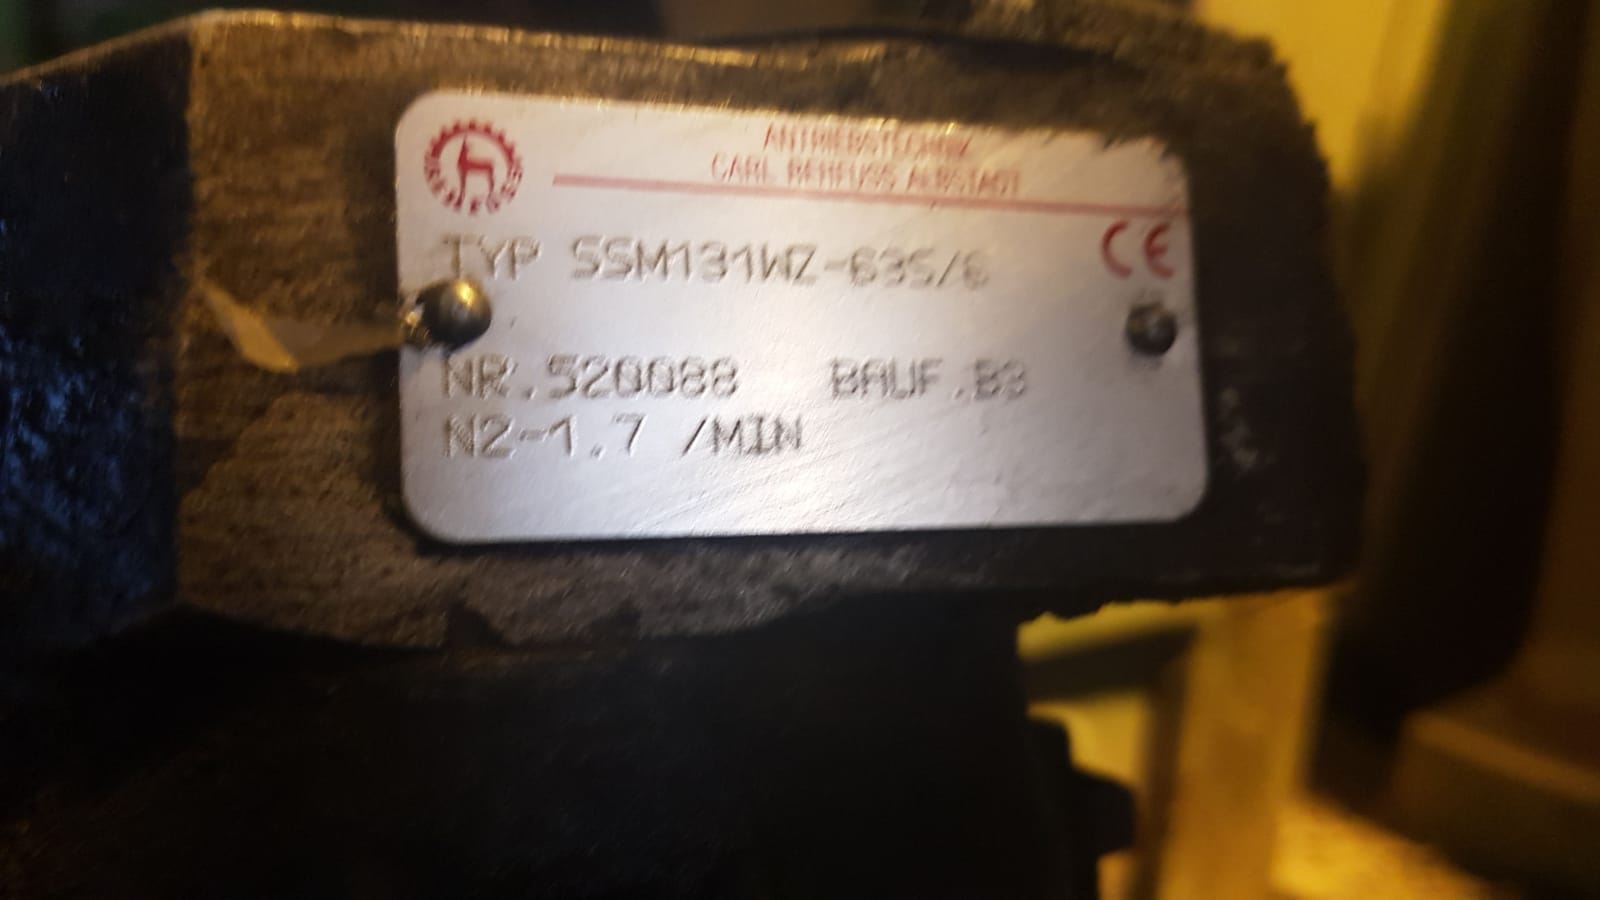 ANTRIEBSTECHNIK
CARL REHFUSS ALBSTADT
CE
TYP SSM131WZ-63S/6
NR.520088 BAUF.B3
N2-1.7 /MIN